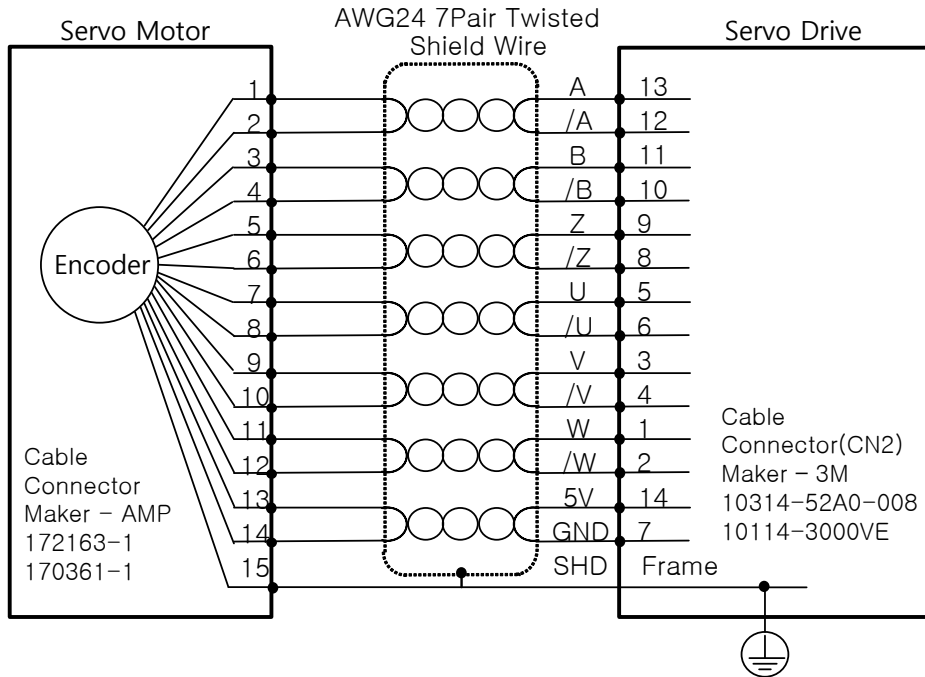 AWG24 7Pair Twisted
Shield Wire
Servo Motor
Servo Drive
1 A 13
2 /A 12
3 B 11
4 /B 10
5 Z 9
Encoder
6 /Z 8
7 U 5
8 /U 6
9 V 3
10 /V 4
11 W 1
12 /W 2
13 5V 14
14 GND 7
15 SHD Frame
Cable
Connector
Maker - AMP
172163-1
170361-1
Cable
Connector(CN2)
Maker - 3M
10314-52A0-008
10114-3000VE